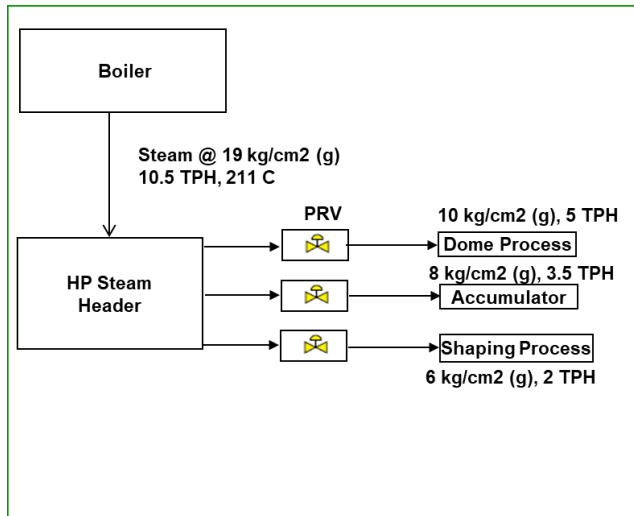 Boiler
Steam @ 19 kg/cm2 (g)
10.5 TPH, 211 C
PRV
10 kg/cm2 (g), 5 TPH
Dome Process
HP Steam
Header
8 kg/cm2 (g), 3.5 TPH
Accumulator
Shaping Process
6 kg/cm2 (g), 2 TPH